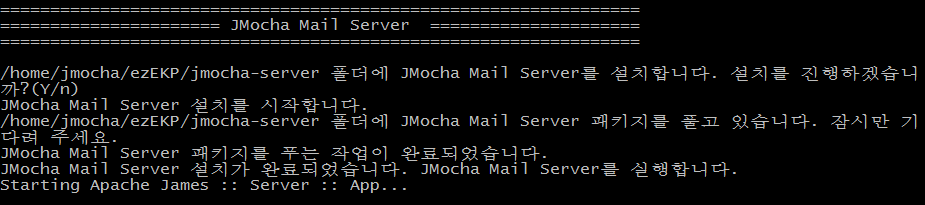 ================================================================
====================== JMocha Mail Server  =====================
================================================================
/home/jmocha/ezEKP/jmocha-server 폴더에 JMocha Mail Server를 설치합니다. 설치를 진행하겠습니
까?(Y/n)
JMocha Mail Server 설치를 시작합니다.
/home/jmocha/ezEKP/jmocha-server 폴더에 JMocha Mail Server 패키지를 풀고 있습니다. 잠시만 기
다려 주세요.
JMocha Mail Server 패키지를 푸는 작업이 완료되었습니다.
JMocha Mail Server 설치가 완료되었습니다. JMocha Mail Server를 실행합니다.
Starting Apache James :: Server :: App...